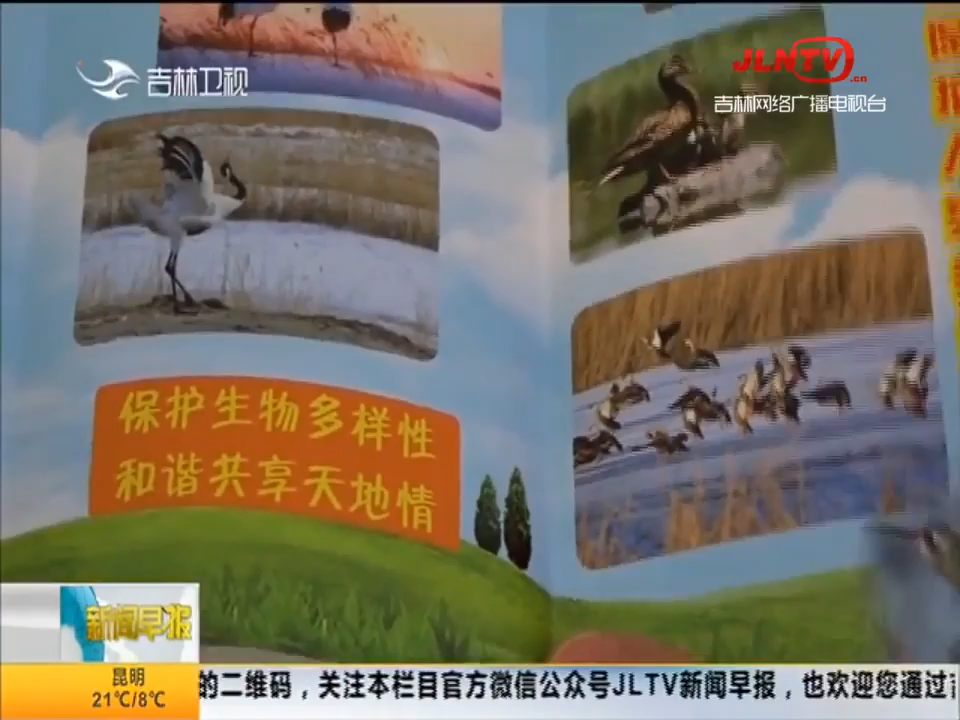 吉林卫视
JLNTV.cn
吉林网络广播电视台
保护生物多样性
和谐共享天地情
新闻早报
昆明
21℃/8℃
的二维码，关注本栏目官方微信公众号JLTV新闻早报，也欢迎您通过